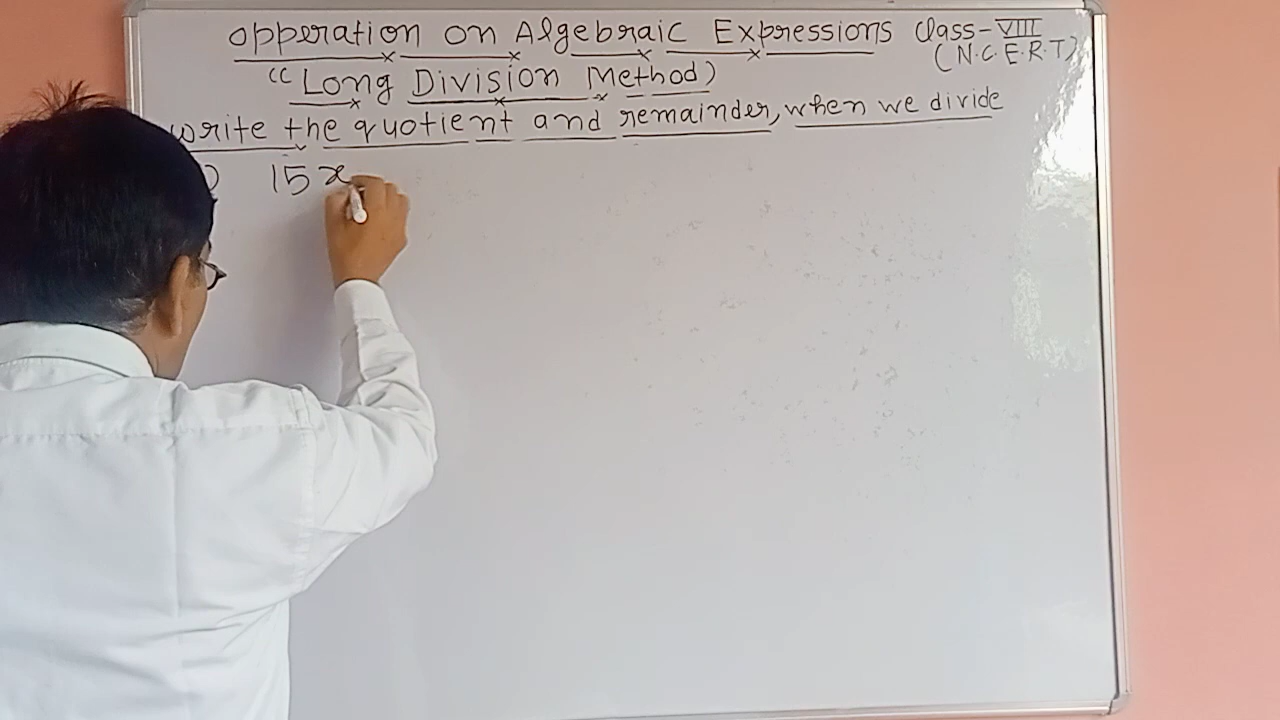 opperation on Algebraic Expressions Class-VIII
(N.C.E.R.T)
"Long Division Method)
write the quotient and remainder, when we divide
15x